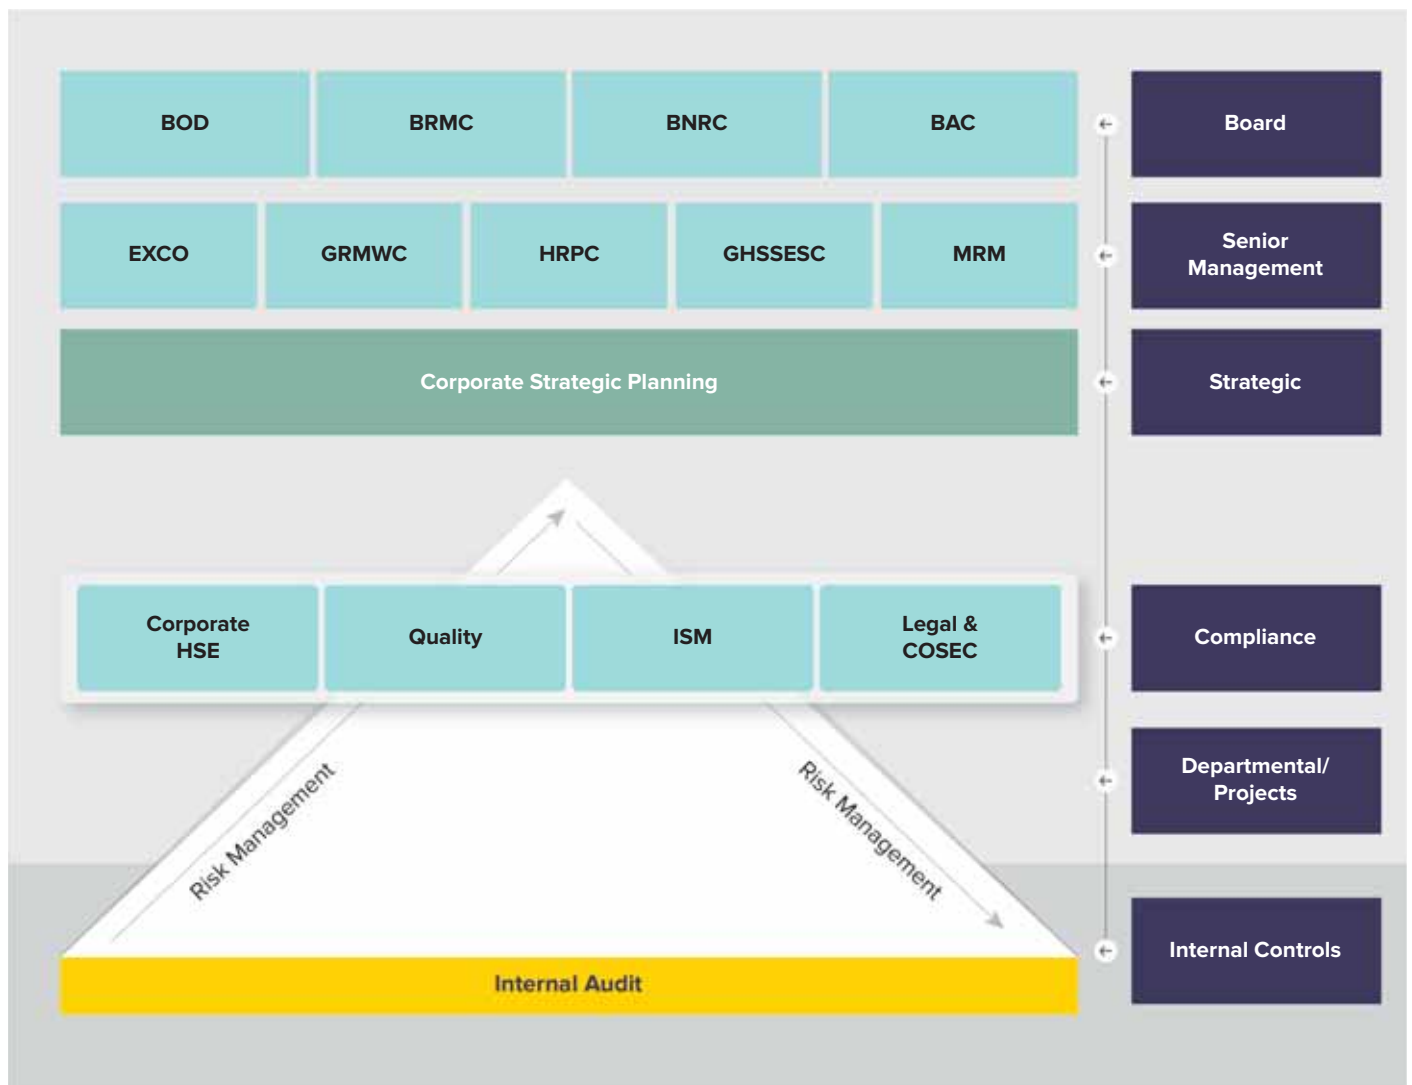 BOD
BRMC
BNRC
BAC
Board
EXCO
GRMWC
HRPC
GHSSESC
MRM
Senior
Management
Corporate Strategic Planning
Strategic
Corporate
HSE
Quality
ISM
Legal &
COSEC
Compliance
Risk Management
Risk Management
Departmental/
Projects
Internal Controls
Internal Audit